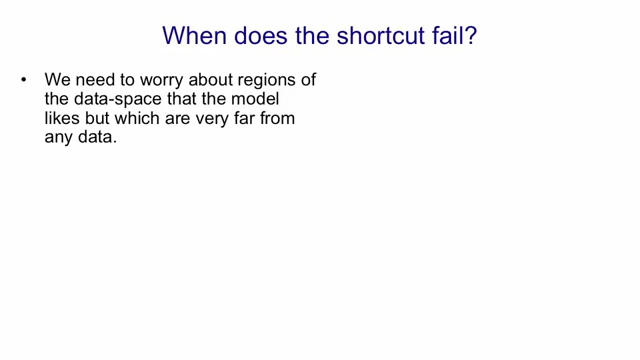 When does the shortcut fail?
• We need to worry about regions of
the data-space that the model
likes but which are very far from
any data.